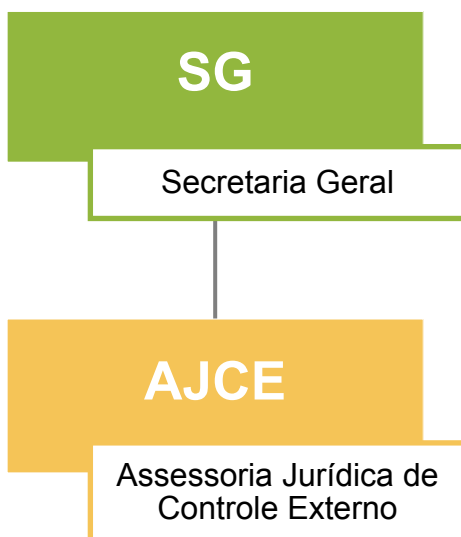 SG
Secretaria Geral
AJCE
Assessoria Jurídica de
Controle Externo